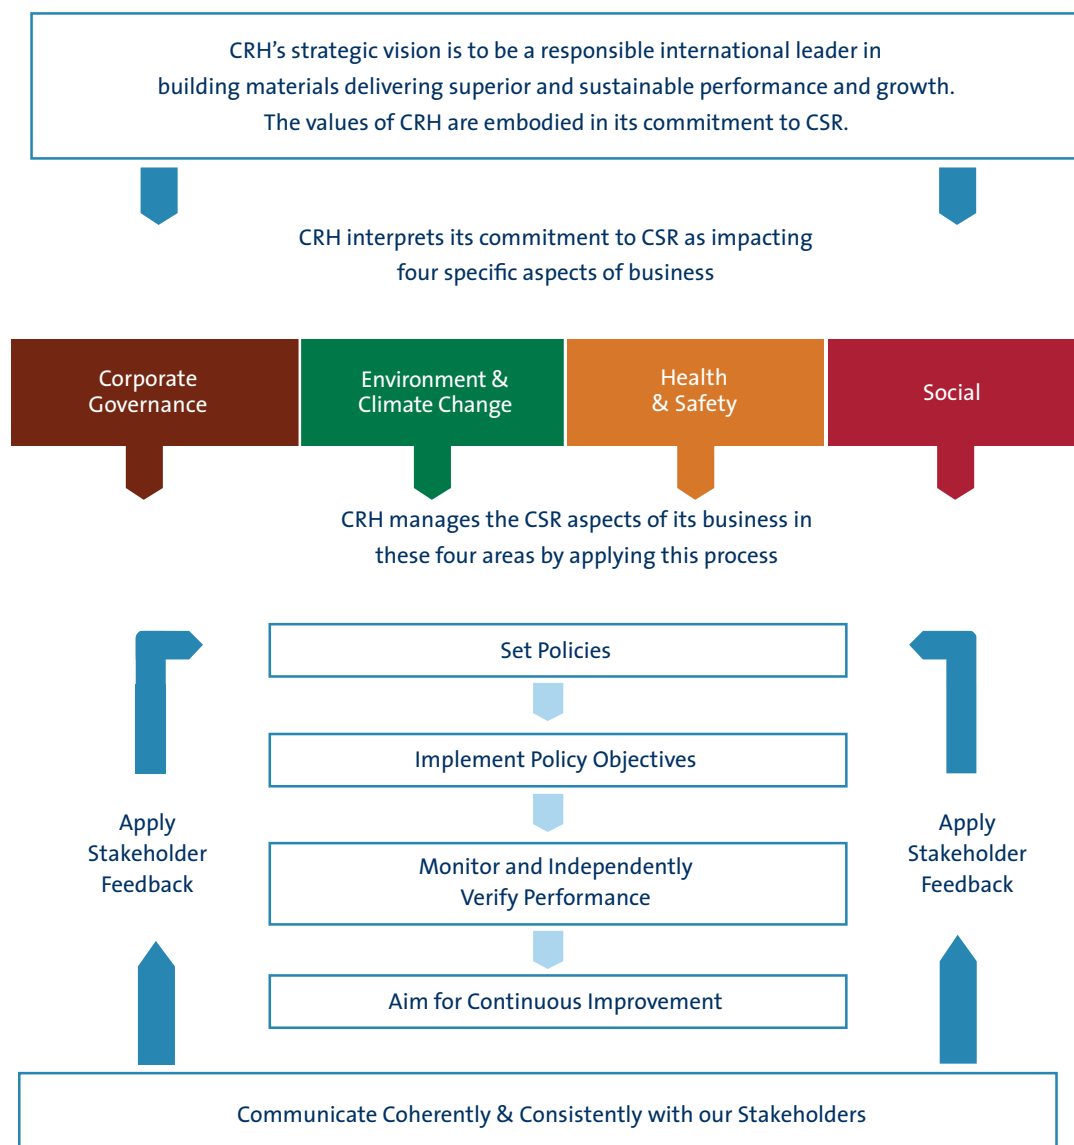 CRH’s strategic vision is to be a responsible international leader in
building materials delivering superior and sustainable performance and growth.
The values of CRH are embodied in its commitment to CSR.
CRH interprets its commitment to CSR as impacting
four specific aspects of business
Corporate
Governance
Environment &
Climate Change
Health
& Safety
Social
CRH manages the CSR aspects of its business in
these four areas by applying this process
Set Policies
Implement Policy Objectives
Apply
Stakeholder
Feedback
Monitor and Independently
Verify Performance
Apply
Stakeholder
Feedback
Aim for Continuous Improvement
Communicate Coherently & Consistently with our Stakeholders